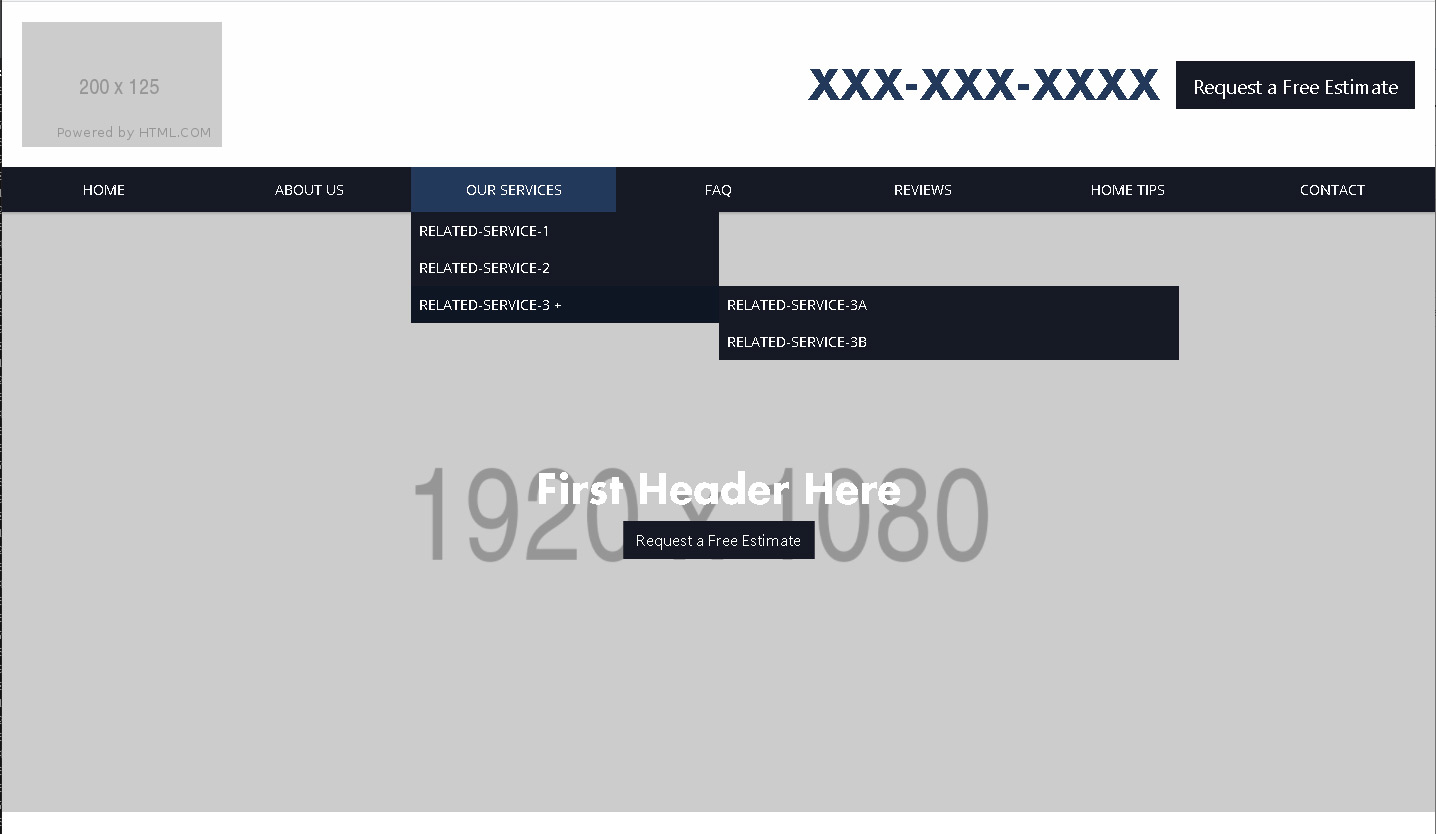 200 x 125
Powered by HTML.COM
XXX-XXX-XXXX
Request a Free Estimate
HOME
ABOUT US
OUR SERVICES
FAQ
REVIEWS
HOME TIPS
CONTACT
RELATED-SERVICE-1
RELATED-SERVICE-2
RELATED-SERVICE-3 +
RELATED-SERVICE-3A
RELATED-SERVICE-3B
1920 x 1080
First Header Here
Request a Free Estimate